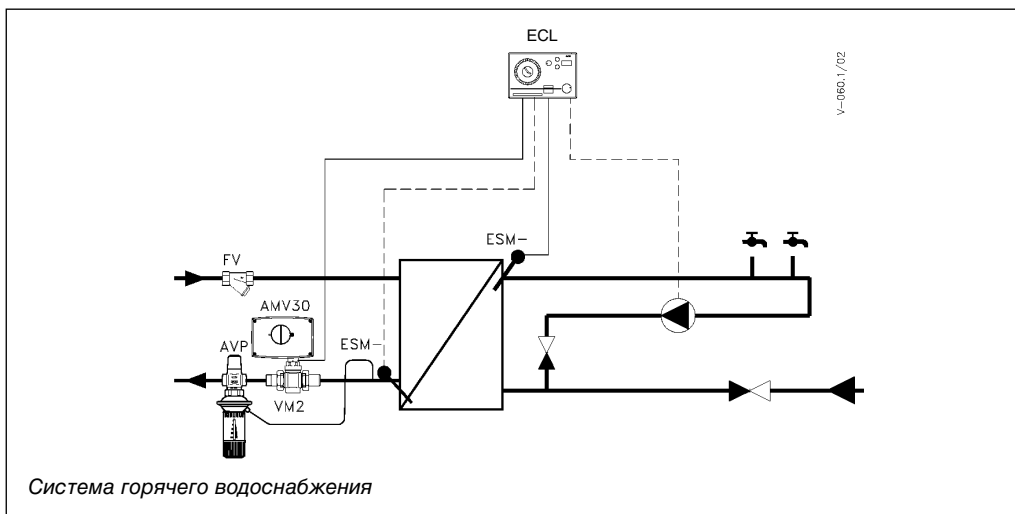 ECL
V-060.1/02
ESM-
FV
AMV30
AVP
ESM-
VM2
Система горячего водоснабжения